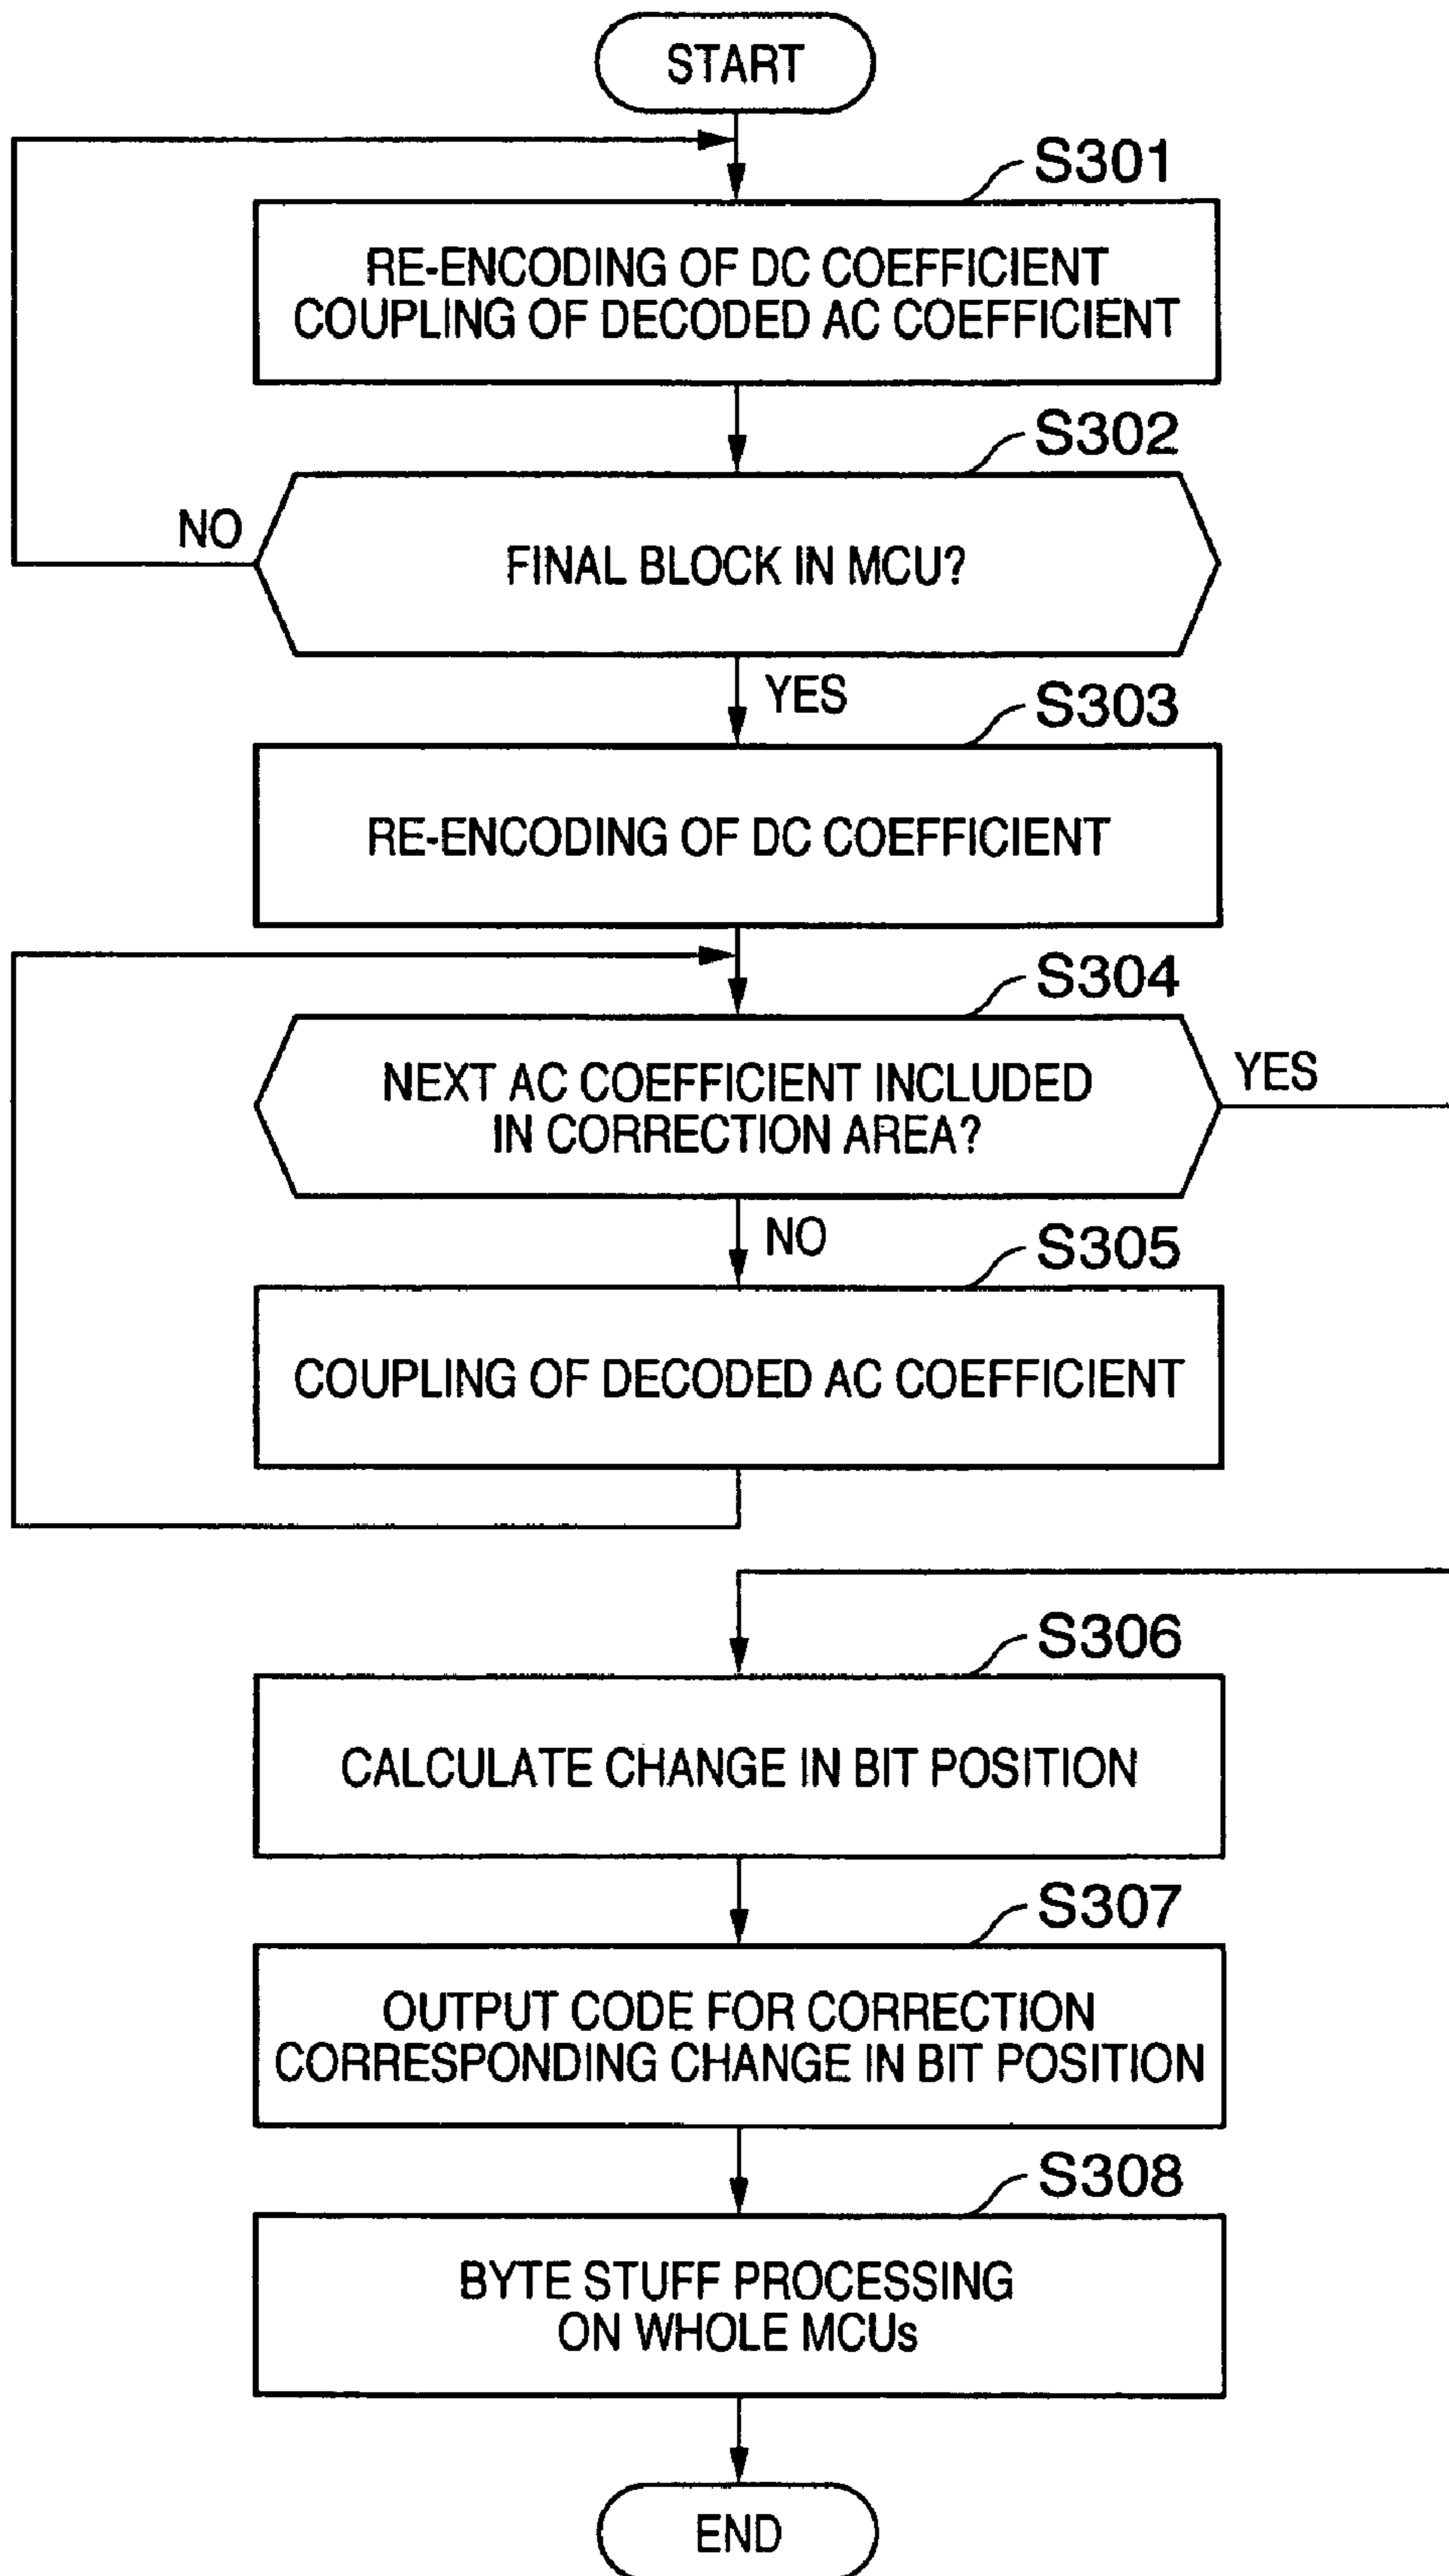 START
S301
RE-ENCODING OF DC COEFFICIENT
COUPLING OF DECODED AC COEFFICIENT
S302
NO
FINAL BLOCK IN MCU?
YES
S303
RE-ENCODING OF DC COEFFICIENT
S304
NEXT AC COEFFICIENT INCLUDED
IN CORRECTION AREA?
YES
NO
S305
COUPLING OF DECODED AC COEFFICIENT
S306
CALCULATE CHANGE IN BIT POSITION
S307
OUTPUT CODE FOR CORRECTION
CORRESPONDING CHANGE IN BIT POSITION
S308
BYTE STUFF PROCESSING
ON WHOLE MCUs
END